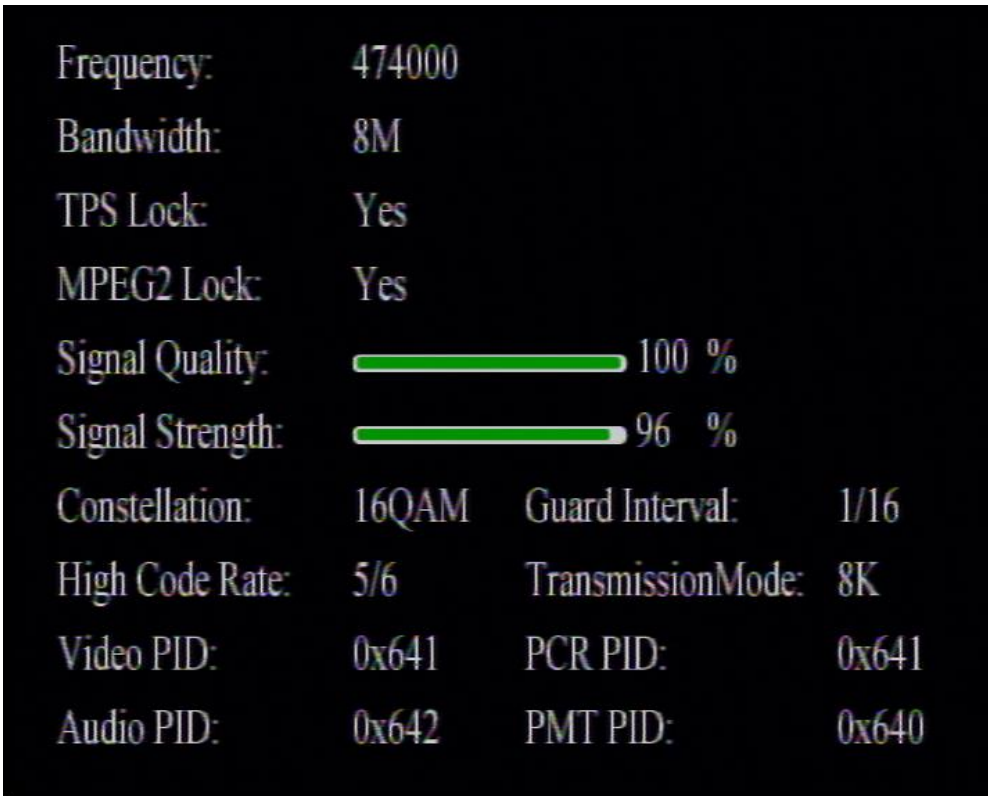 Frequency: 474000
Bandwidth: 8M
TPS Lock: Yes
MPEG2 Lock: Yes
Signal Quality: 100 %
Signal Strength: 96 %
Constellation: 16QAM Guard Interval: 1/16
High Code Rate: 5/6 TransmissionMode: 8K
Video PID: 0x641 PCR PID: 0x641
Audio PID: 0x642 PMT PID: 0x640